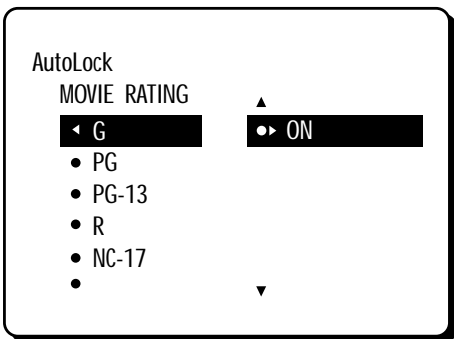 AutoLock
MOVIE RATING
G ON
PG
PG-13
R
NC-17